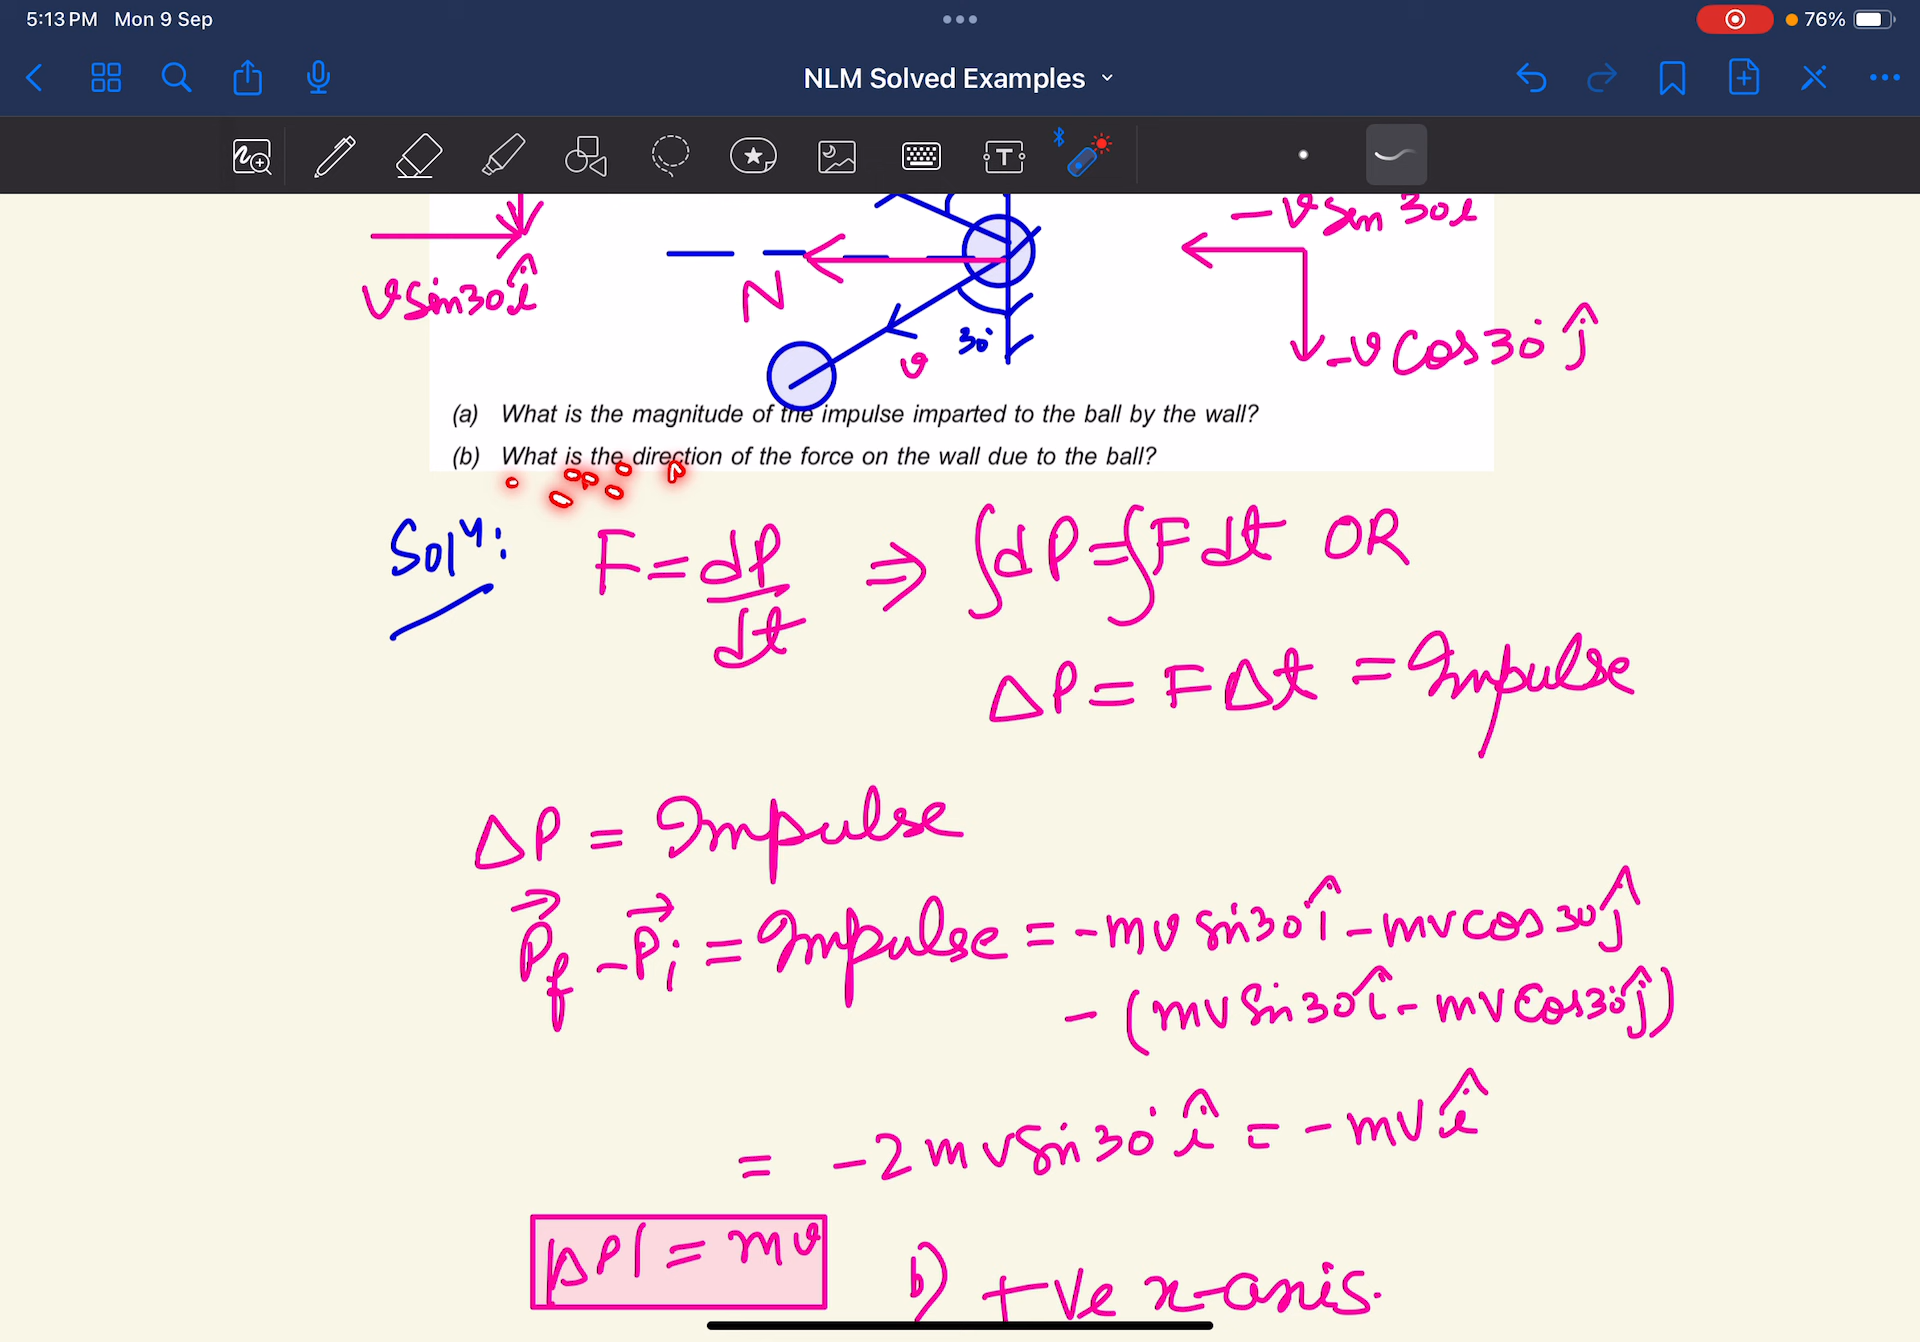 5:13 PM Mon 9 Sep
76%
NLM Solved Examples
-v sin 30 î
v sin30 î
N
v
30°
-v cos 30° ĵ
(a) What is the magnitude of the impulse imparted to the ball by the wall?
(b) What is the direction of the force on the wall due to the ball?
Solⁿ: F = dP/dt ⇒ ∫dP = ∫F dt OR
ΔP = FΔt = Impulse
ΔP = Impulse
P⃗f - P⃗i = Impulse = -mv sin30 î - mv cos 30 ĵ
- (mv sin 30 î - mv cos 30° ĵ)
= -2mv sin 30° î = -mv î
|ΔP| = mv
b) +ve x-axis.